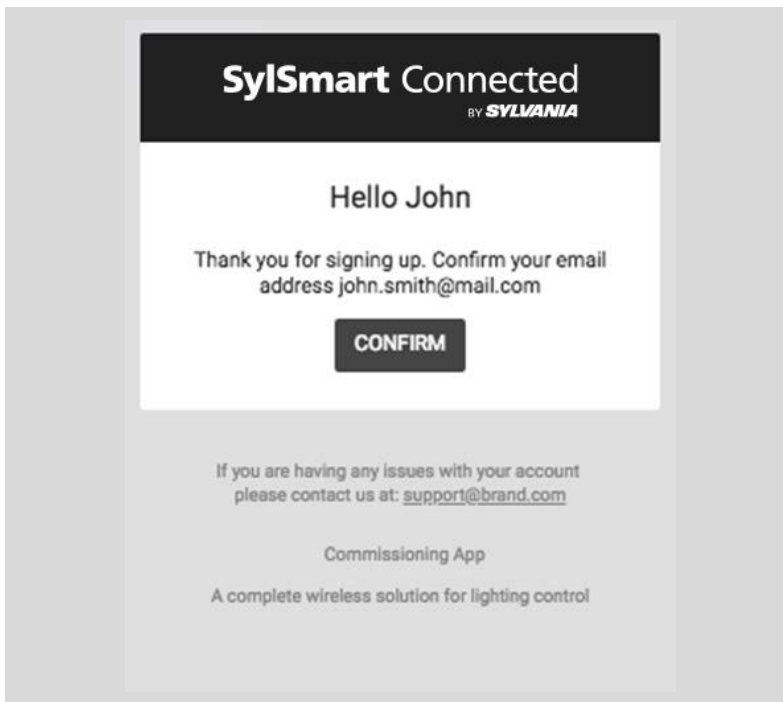 SylSmart Connected
BY SYLVANIA
Hello John
Thank you for signing up. Confirm your email
address john.smith@mail.com
CONFIRM
If you are having any issues with your account
please contact us at: support@brand.com
Commissioning App
A complete wireless solution for lighting control